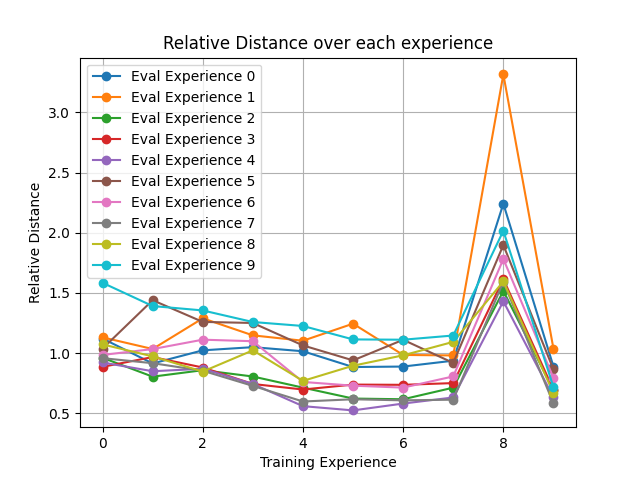 Relative Distance over each experience
Relative Distance
3.0
2.5
2.0
1.5
1.0
0.5
Eval Experience 0
Eval Experience 1
Eval Experience 2
Eval Experience 3
Eval Experience 4
Eval Experience 5
Eval Experience 6
Eval Experience 7
Eval Experience 8
Eval Experience 9
0 2 4 6 8
Training Experience